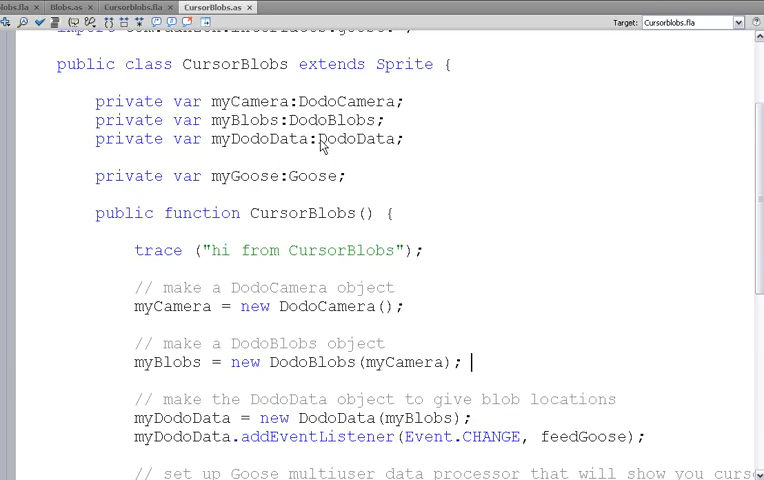 lobs.fla × Blobs.as × Cursorblobs.fla × CursorBlobs.as ×
Target: Cursorblobs.fla
public class CursorBlobs extends Sprite {
private var myCamera:DodoCamera;
private var myBlobs:DodoBlobs;
private var myDodoData:DodoData;
private var myGoose:Goose;
public function CursorBlobs() {
trace ("hi from CursorBlobs");
// make a DodoCamera object
myCamera = new DodoCamera();
// make a DodoBlobs object
myBlobs = new DodoBlobs(myCamera);
// make the DodoData object to give blob locations
myDodoData = new DodoData(myBlobs);
myDodoData.addEventListener(Event.CHANGE, feedGoose);
// set up Goose multiuser data processor that will show you curs